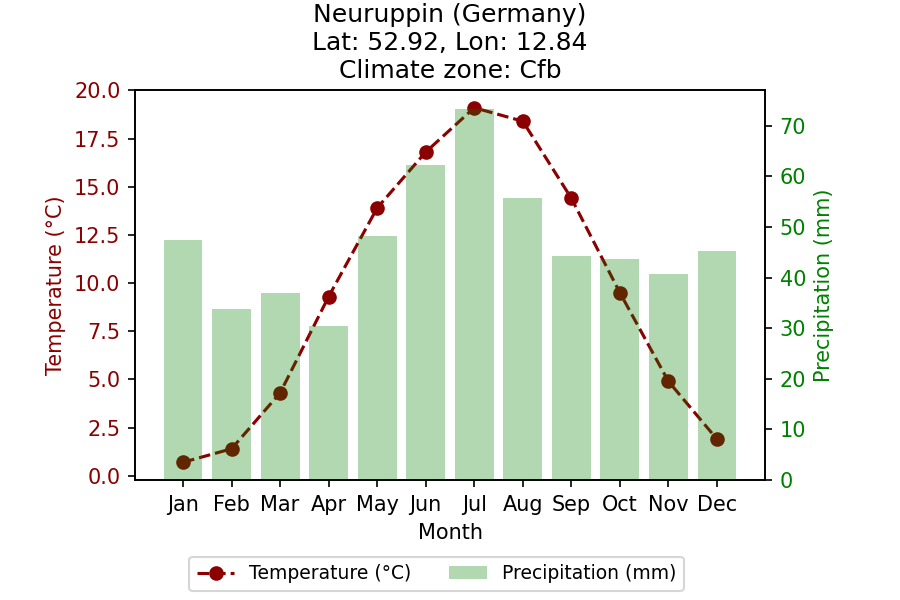 Neuruppin (Germany)
Lat: 52.92, Lon: 12.84
Climate zone: Cfb
Temperature (°C)
20.0
17.5
15.0
12.5
10.0
7.5
5.0
2.5
0.0
70
60
50
40
30
20
10
0
Precipitation (mm)
Jan Feb Mar Apr May Jun Jul Aug Sep Oct Nov Dec
Month
Temperature (°C) Precipitation (mm)